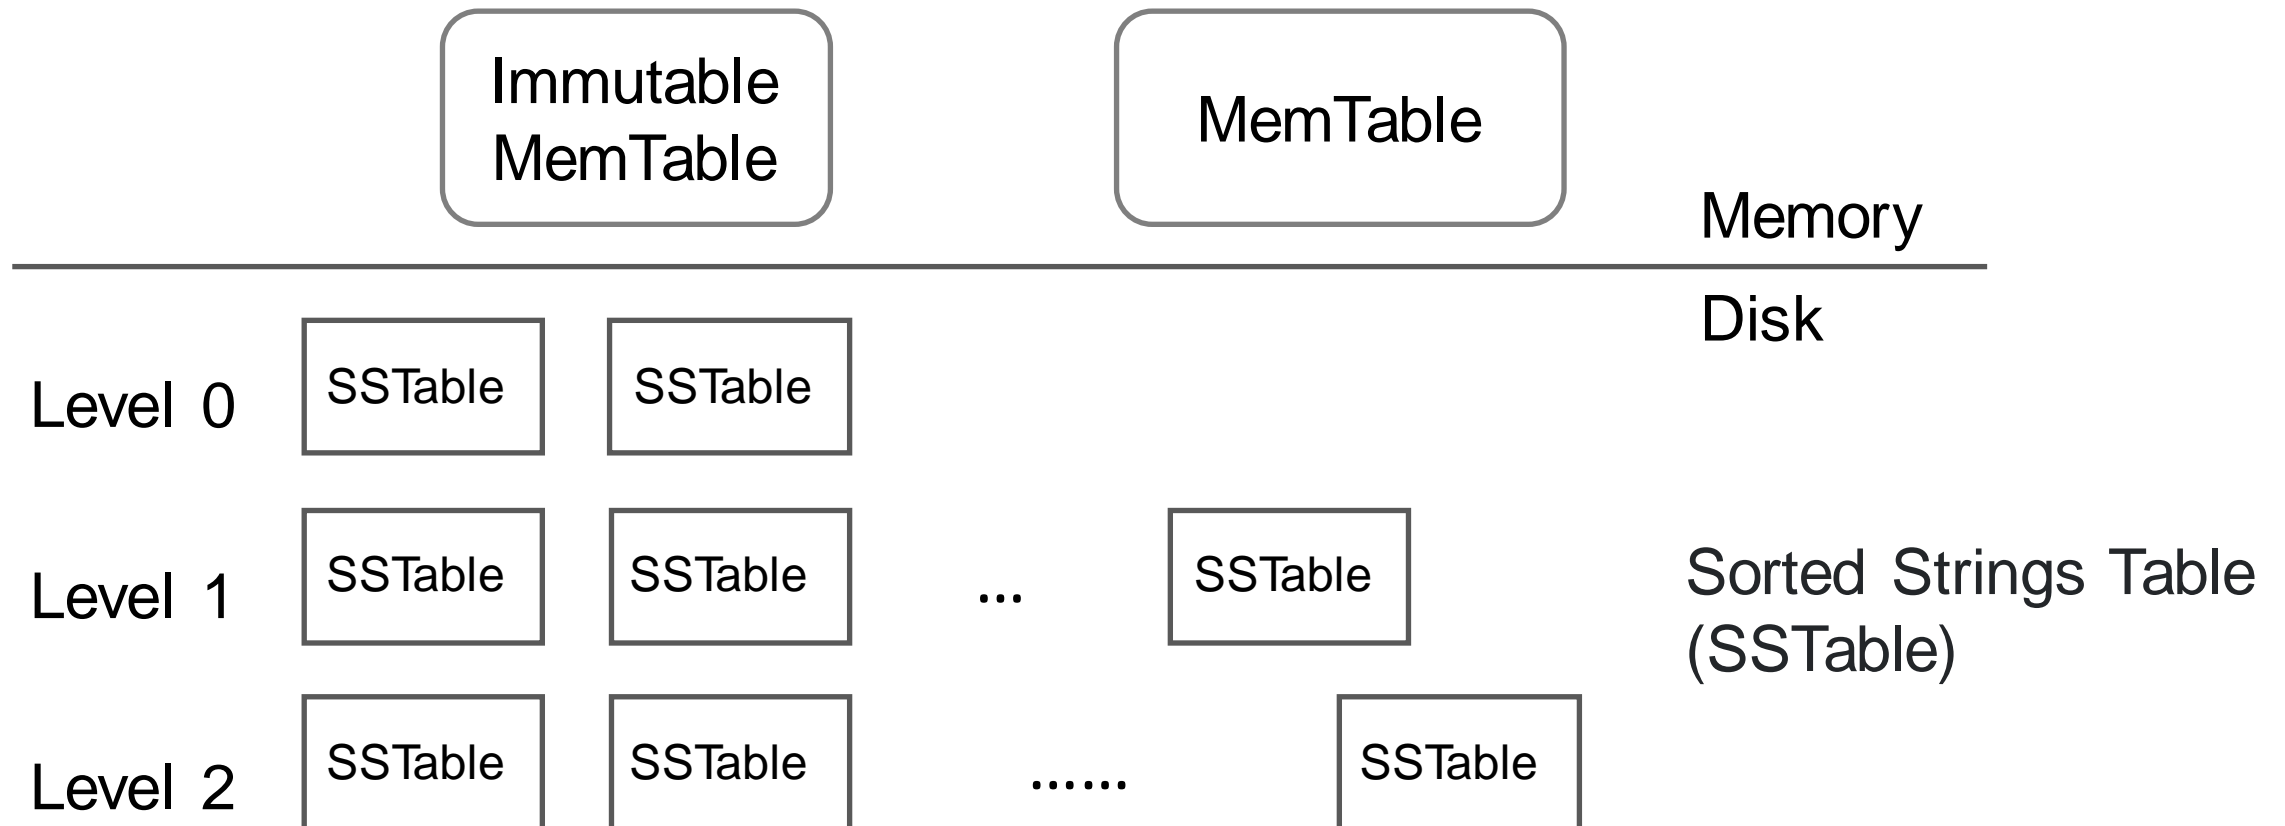 Immutable
MemTable
MemTable
Memory
Disk
Level 0
SSTable
SSTable
Level 1
SSTable
SSTable
...
SSTable
Sorted Strings Table
(SSTable)
Level 2
SSTable
SSTable
......
SSTable